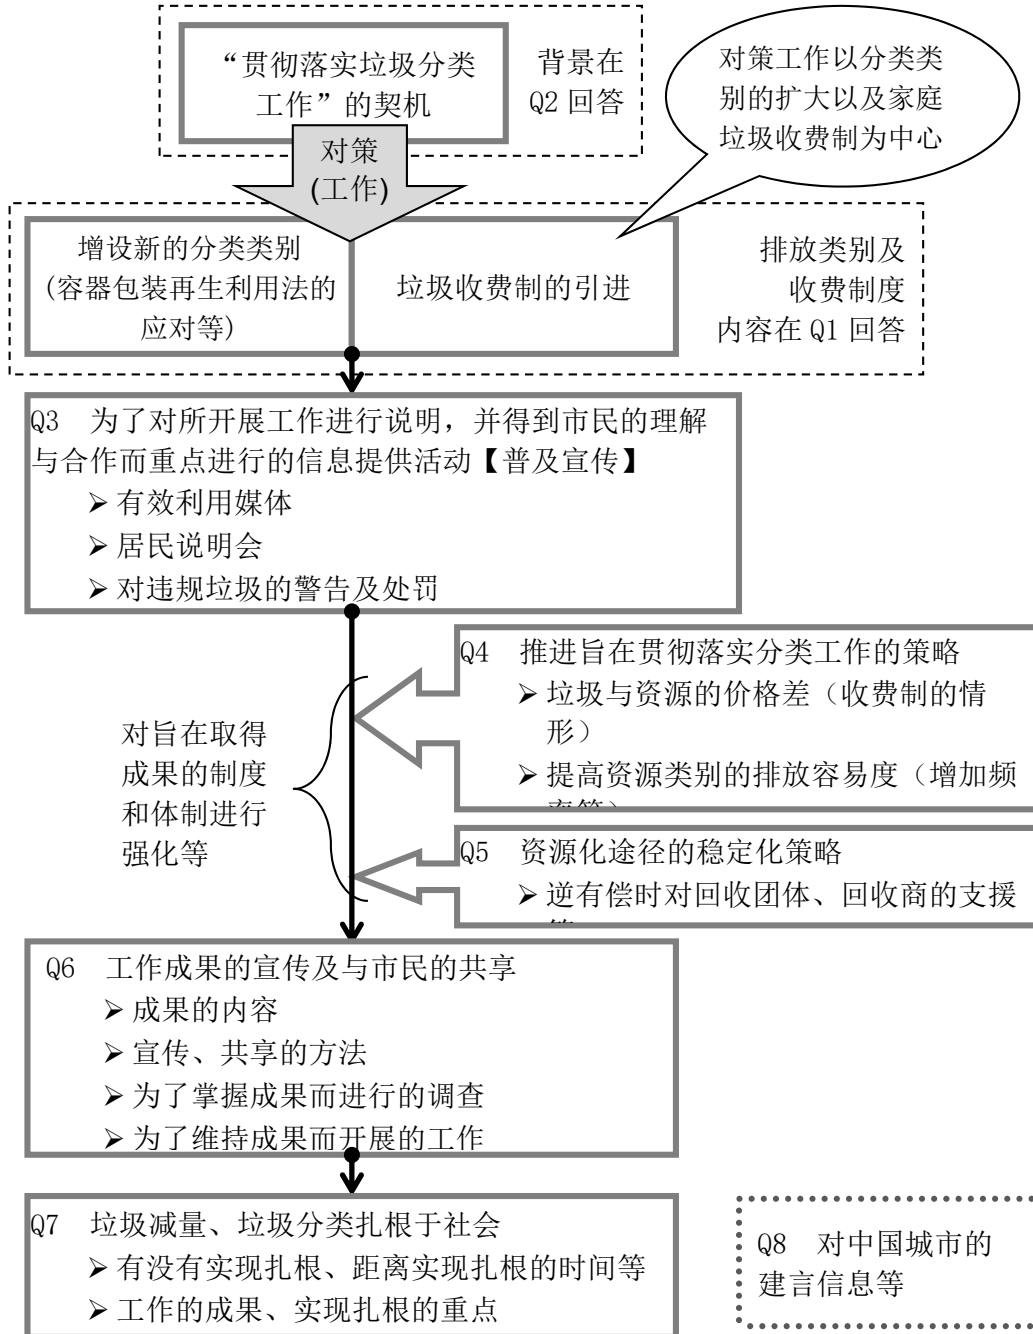 “贯彻落实垃圾分类
工作”的契机
背景在
Q2 回答
对策工作以分类类
别的扩大以及家庭
垃圾收费制为中心
对策
(工作)
增设新的分类类别
(容器包装再生利用法的
应对等)
垃圾收费制的引进
排放类别及
收费制度
内容在 Q1 回答
Q3 为了对所开展工作进行说明，并得到市民的理解
与合作而重点进行的信息提供活动【普及宣传】
➢ 有效利用媒体
➢ 居民说明会
➢ 对违规垃圾的警告及处罚
对旨在取得
成果的制度
和体制进行
强化等
Q4 推进旨在贯彻落实分类工作的策略
➢ 垃圾与资源的价格差（收费制的情
形）
➢ 提高资源类别的排放容易度（增加频
Q5 资源化途径的稳定化策略
➢ 逆有偿时对回收团体、回收商的支援
Q6 工作成果的宣传及与市民的共享
➢ 成果的内容
➢ 宣传、共享的方法
➢ 为了掌握成果而进行的调查
➢ 为了维持成果而开展的工作
Q7 垃圾减量、垃圾分类扎根于社会
➢ 有没有实现扎根、距离实现扎根的时间等
➢ 工作的成果、实现扎根的重点
Q8 对中国城市的
建言信息等